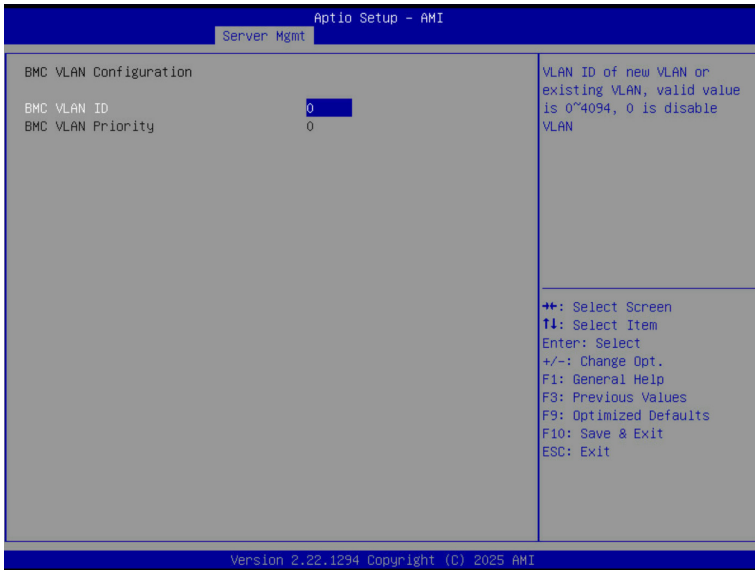 Aptio Setup – AMI
Server Mgmt
BMC VLAN Configuration
BMC VLAN ID 0
BMC VLAN Priority 0
VLAN ID of new VLAN or
existing VLAN, valid value
is 0~4094, 0 is disable
VLAN
→←: Select Screen
↑↓: Select Item
Enter: Select
+/-: Change Opt.
F1: General Help
F3: Previous Values
F9: Optimized Defaults
F10: Save & Exit
ESC: Exit
Version 2.22.1294 Copyright (C) 2025 AMI